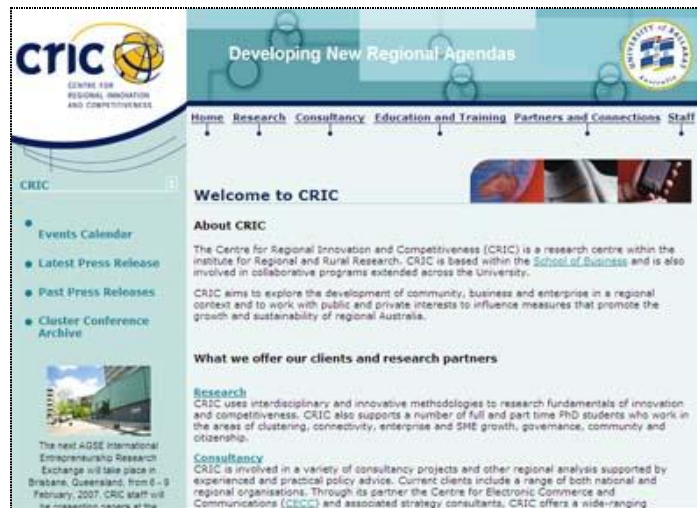 cric
CENTRE FOR
REGIONAL INNOVATION
AND COMPETITIVENESS
Developing New Regional Agendas
UNIVERSITY of BALLARAT
Australia
Home Research Consultancy Education and Training Partners and Connections Staff
CRIC
Events Calendar
Latest Press Release
Past Press Releases
Cluster Conference
Archive
The next AGSE International
Entrepreneurship Research
Exchange will take place in
Brisbane, Queensland, from 6 - 9
February, 2007. CRIC staff will
be presenting papers at the
Welcome to CRIC
About CRIC
The Centre for Regional Innovation and Competitiveness (CRIC) is a research centre within the
institute for Regional and Rural Research. CRIC is based within the School of Business and is also
involved in collaborative programs extended across the University.
CRIC aims to explore the development of community, business and enterprise in a regional
context and to work with public and private interests to influence measures that promote the
growth and sustainability of regional Australia.
What we offer our clients and research partners
Research
CRIC uses interdisciplinary and innovative methodologies to research fundamentals of innovation
and competitiveness. CRIC also supports a number of full and part time PhD students who work in
the areas of clustering, connectivity, enterprise and SME growth, governance, community and
citizenship.
Consultancy
CRIC is involved in a variety of consultancy projects and other regional analysis supported by
experienced and practical policy advice. Current clients include a range of both national and
regional organisations. Through its partner the Centre for Electronic Commerce and
Communications (CECC) and associated strategy consultants, CRIC offers a wide-ranging